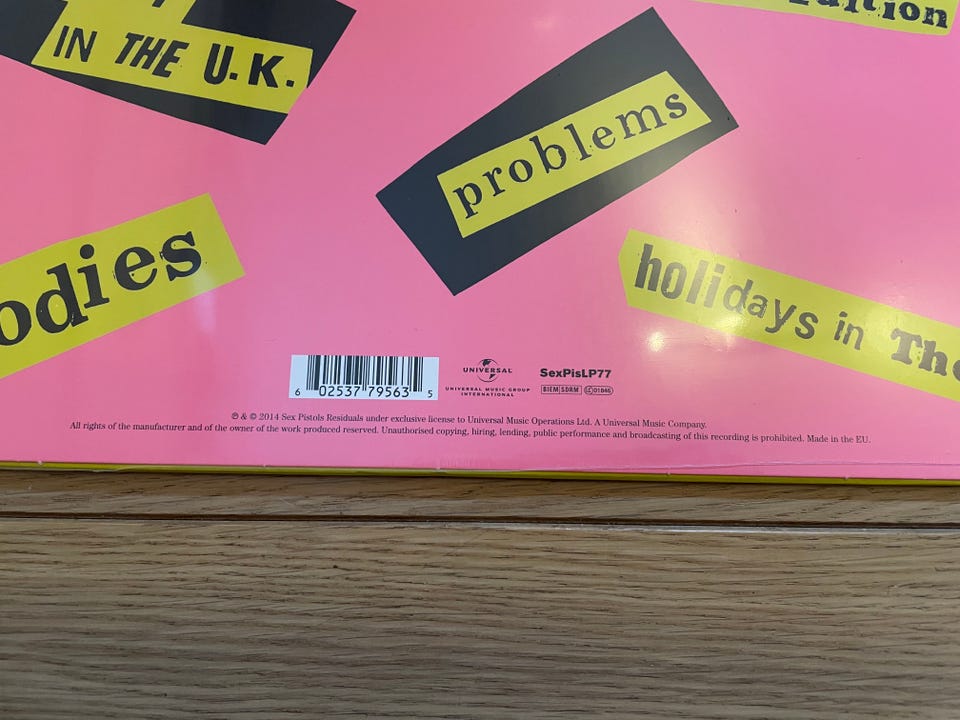 IN THE U.K.
problems
odies
holidays in The
UNIVERSAL
UNIVERSAL MUSIC GROUP
INTERNATIONAL
SexPisLP77
BIEM SDRM LC 01846
6 02537 79563 5
℗ & © 2014 Sex Pistols Residuals under exclusive license to Universal Music Operations Ltd. A Universal Music Company.
All rights of the manufacturer and of the owner of the work produced reserved. Unauthorised copying, hiring, lending, public performance and broadcasting of this recording is prohibited. Made in the EU.